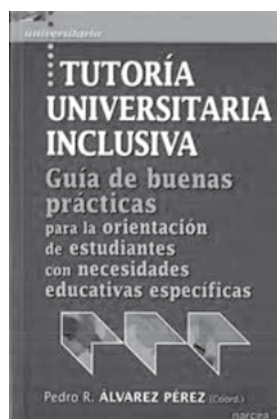 universitaria
TUTORÍA
UNIVERSITARIA
INCLUSIVA
Guía de buenas
prácticas
para la orientación
de estudiantes
con necesidades
educativas específicas
Pedro R. ÁLVAREZ PÉREZ (Coord.)
narcea